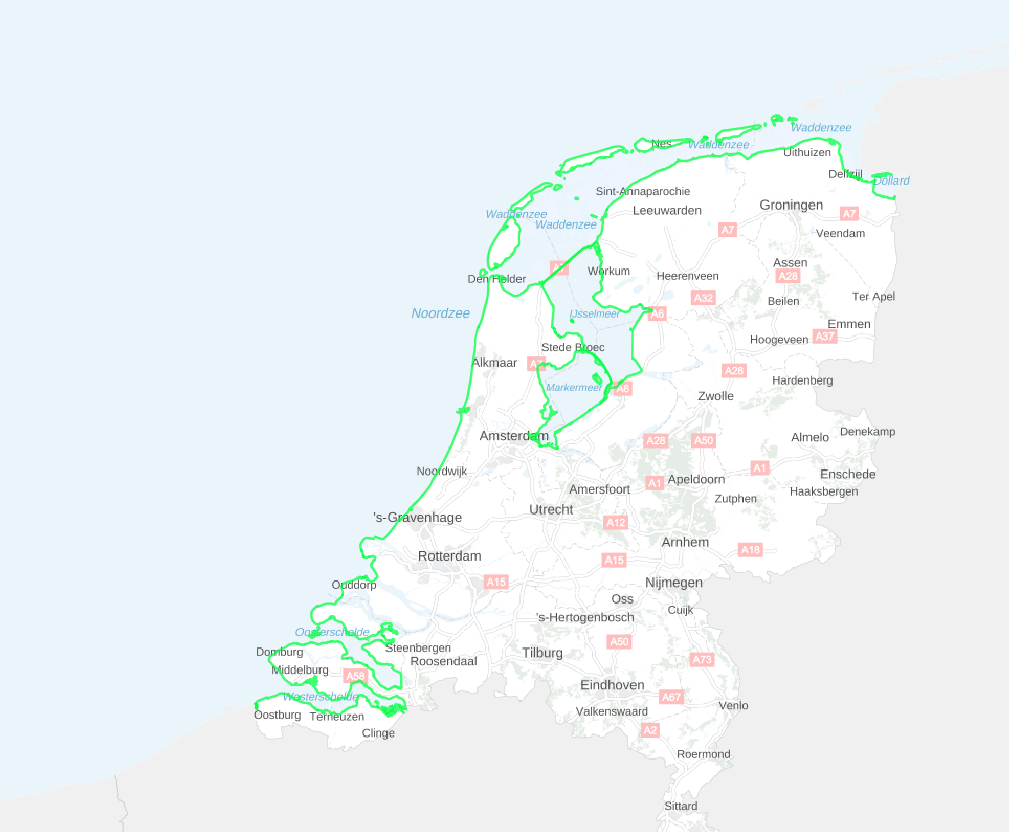 Waddenzee
Nes
Waddenzee
Uithuizen
Delfzijl
Dollard
Sint-Annaparochie
Leeuwarden
Groningen
A7
Waddenzee
Waddenzee
A7
Veendam
Den Helder
A7
Workum
Heerenveen
Assen
A28
Noordzee
IJsselmeer
A6
A32
Beilen
Ter Apel
Emmen
Stede Broec
Hoogeveen
A37
Alkmaar
A7
A28
Markermeer
A6
Zwolle
Hardenberg
Amsterdam
A28
A50
Almelo
Denekamp
Noordwijk
Amersfoort
A1
Apeldoorn
A1
Enschede
Zutphen
Haaksbergen
's-Gravenhage
Utrecht
A12
Rotterdam
A15
Arnhem
A18
Ouddorp
A15
Nijmegen
Oss
Cuijk
's-Hertogenbosch
Oosterschelde
Domburg
Steenbergen
Roosendaal
Tilburg
A50
A73
Middelburg
A58
Eindhoven
Westerschelde
A67
Oostburg
Terneuzen
Valkenswaard
Venlo
Clinge
A2
Roermond
Sittard